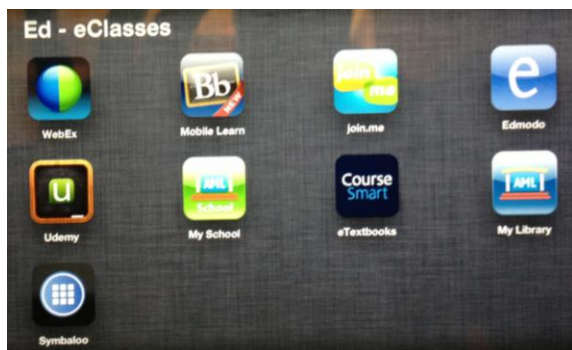 Ed - eClasses
WebEx
Bb
NEW
Mobile Learn
join
me
join.me
e
Edmodo
u
Udemy
AML
School
My School
Course
Smart
eTextbooks
AML
My Library
Symbaloo